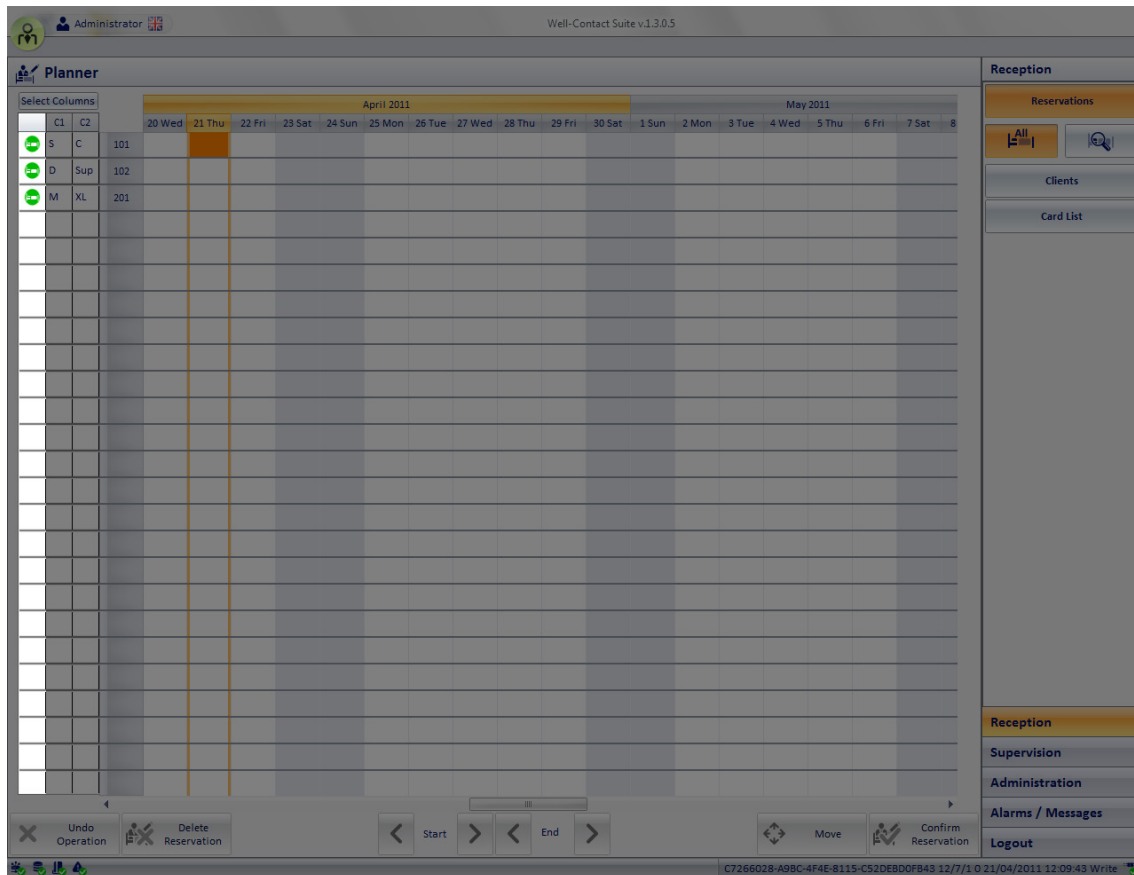 Administrator
Well-Contact Suite v.1.3.0.5
Planner
Reception
Select Columns
April 2011
May 2011
Reservations
C1 C2
20 Wed 21 Thu 22 Fri 23 Sat 24 Sun 25 Mon 26 Tue 27 Wed 28 Thu 29 Fri 30 Sat 1 Sun 2 Mon 3 Tue 4 Wed 5 Thu 6 Fri 7 Sat 8
S C 101
D Sup 102
M XL 201
All
Clients
Card List
Reception
Supervision
Administration
Alarms / Messages
Logout
Undo
Operation
Delete
Reservation
Start
End
Move
Confirm
Reservation
C7266028-A98C-4F4E-8115-C52DEBD0FB43 12/7/1 0 21/04/2011 12:09:43 Write